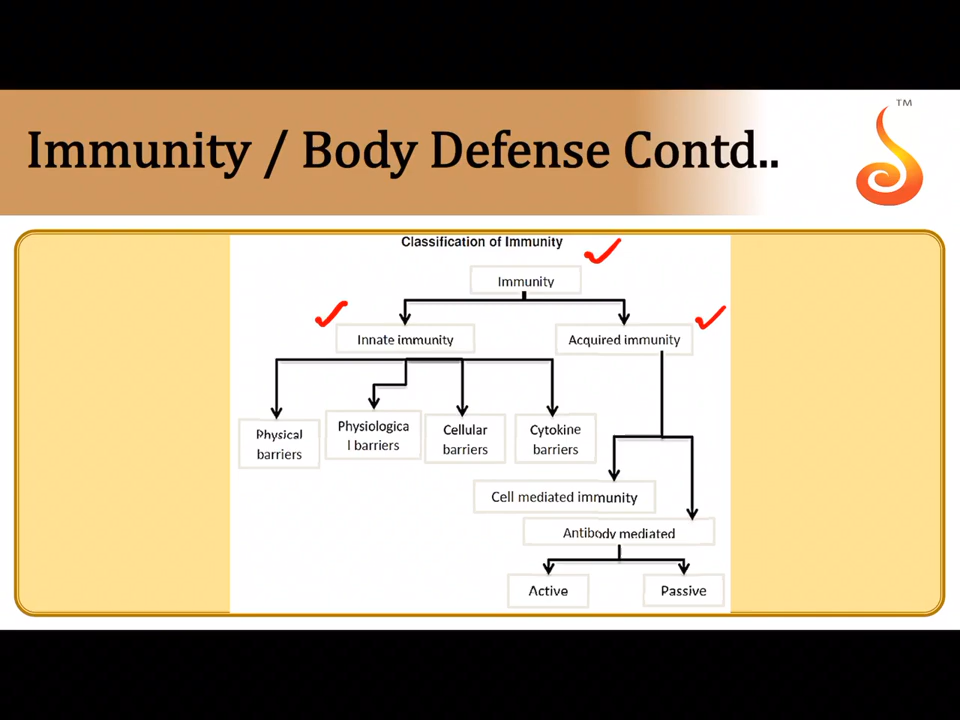 TM
Immunity / Body Defense Contd..
Classification of Immunity
Immunity
Innate immunity
Acquired immunity
Physical
barriers
Physiologica
l barriers
Cellular
barriers
Cytokine
barriers
Cell mediated immunity
Antibody mediated
Active
Passive